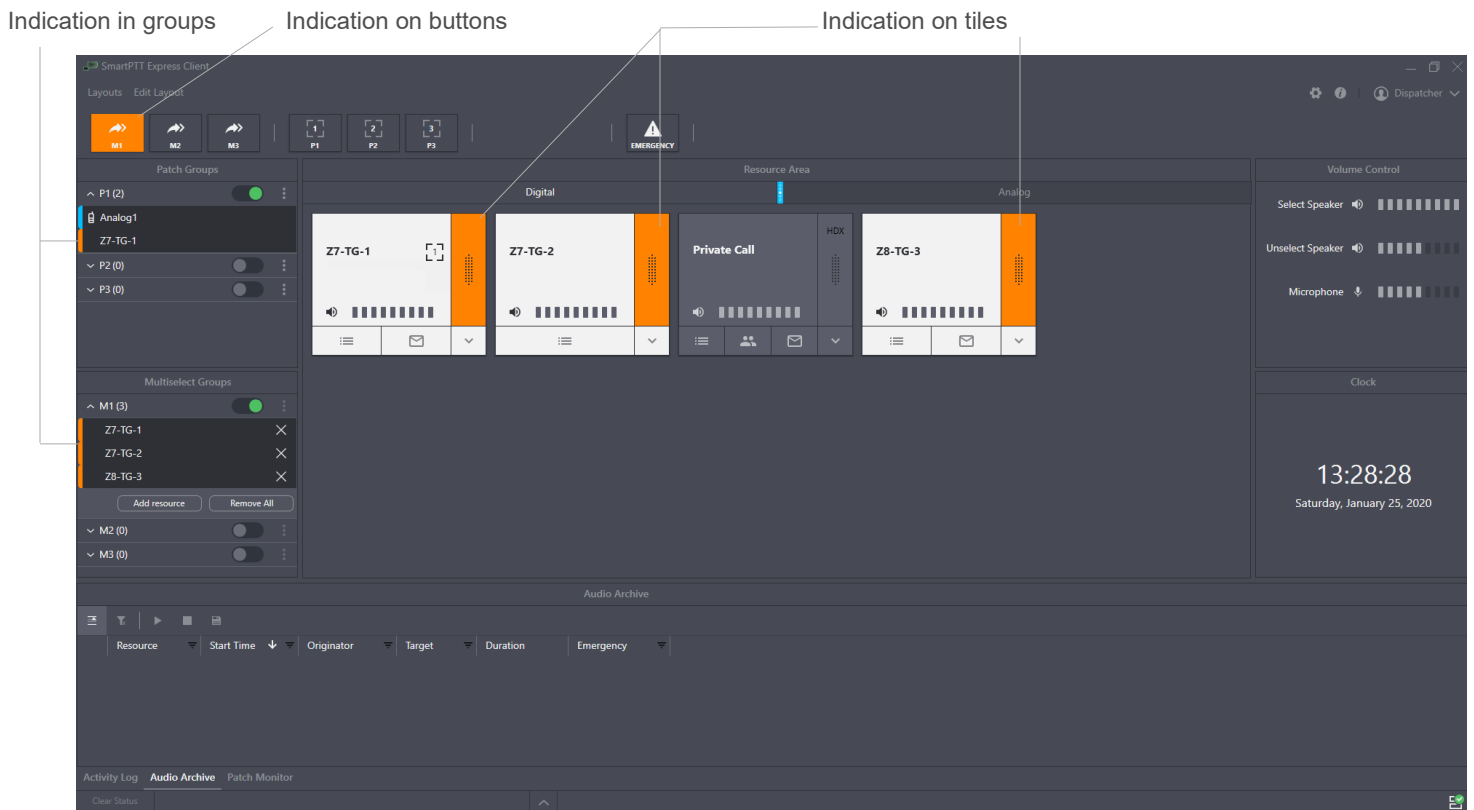 Indication in groups
Indication on buttons
Indication on tiles
SmartPTT Express Client
Layouts Edit Layout
Dispatcher
M1 M2 M3 1 P1 2 P2 3 P3 EMERGENCY
Patch Groups
P1 (2)
Analog1
Z7-TG-1
P2 (0)
P3 (0)
Resource Area
Digital Analog
Z7-TG-1 1
Z7-TG-2
Private Call HDX
Z8-TG-3
Volume Control
Select Speaker
Unselect Speaker
Microphone
Multiselect Groups
M1 (3)
Z7-TG-1
Z7-TG-2
Z8-TG-3
Add resource Remove All
M2 (0)
M3 (0)
Clock
13:28:28
Saturday, January 25, 2020
Audio Archive
Resource Start Time Originator Target Duration Emergency
Activity Log Audio Archive Patch Monitor
Clear Status